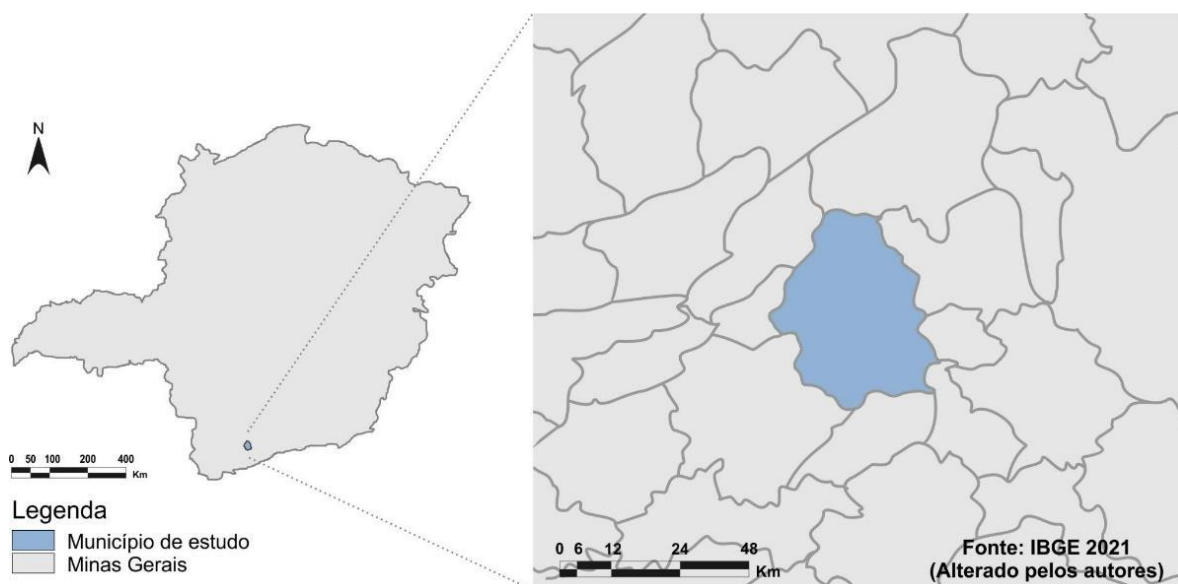 N
0 50 100 200 400
Km
Legenda
Município de estudo
Minas Gerais
0 6 12 24 48
Km
Fonte: IBGE 2021
(Alterado pelos autores)